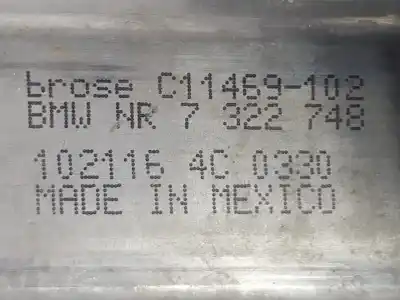 brose C11469-102
BMW NR 7 322 748
102116 4C 0330
MADE IN MEXICO